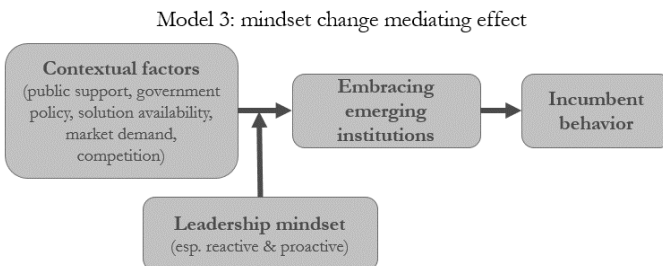 Model 3: mindset change mediating effect
Contextual factors
(public support, government
policy, solution availability,
market demand,
competition)
Embracing
emerging
institutions
Incumbent
behavior
Leadership mindset
(esp. reactive & proactive)